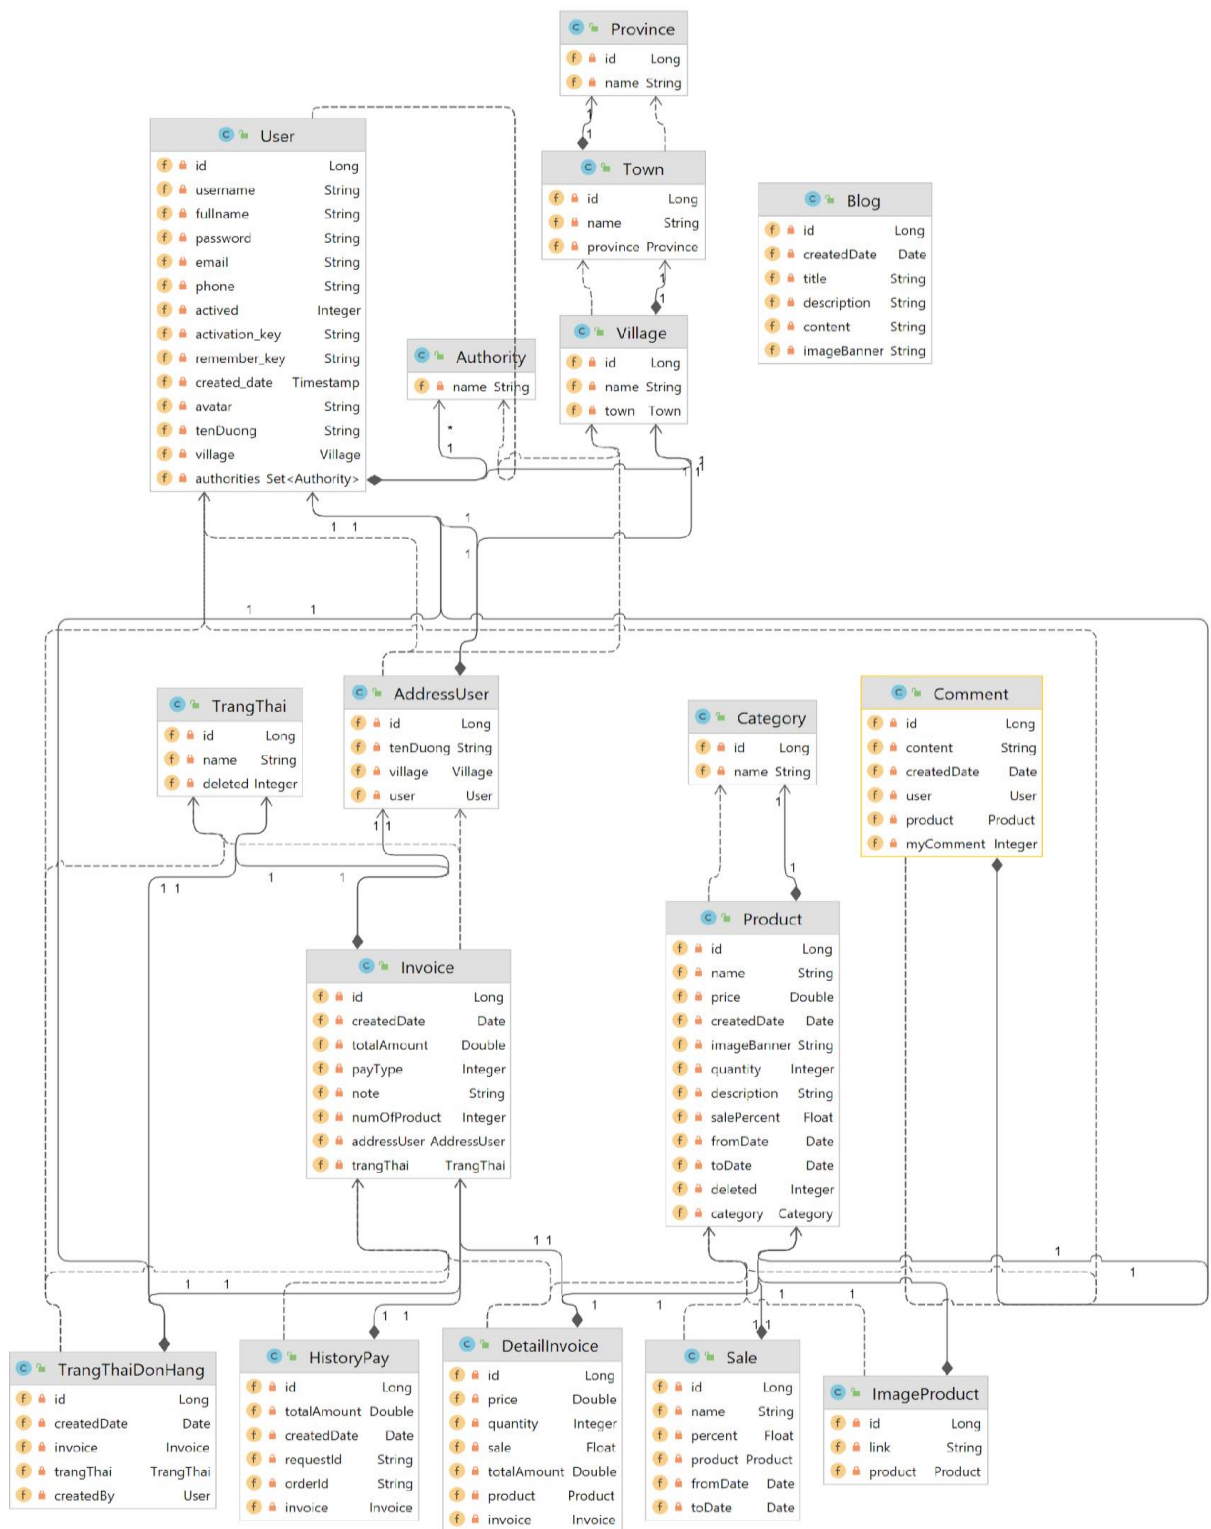 Province
id Long
name String
User
id Long
username String
fullname String
password String
email String
phone String
actived Integer
activation_key String
remember_key String
created_date Timestamp
avatar String
tenDuong String
village Village
authorities Set<Authority>
Town
id Long
name String
province Province
Blog
id Long
createdDate Date
title String
description String
content String
imageBanner String
Authority
name String
Village
id Long
name String
town Town
TrangThai
id Long
name String
deleted Integer
AddressUser
id Long
tenDuong String
village Village
user User
Category
id Long
name String
Comment
id Long
content String
createdDate Date
user User
product Product
myComment Integer
Invoice
id Long
createdDate Date
totalAmount Double
payType Integer
note String
numOfProduct Integer
addressUser AddressUser
trangThai TrangThai
Product
id Long
name String
price Double
createdDate Date
imageBanner String
quantity Integer
description String
salePercent Float
fromDate Date
toDate Date
deleted Integer
category Category
TrangThaiDonHang
id Long
createdDate Date
invoice Invoice
trangThai TrangThai
createdBy User
HistoryPay
id Long
totalAmount Double
createdDate Date
requestId String
orderId String
invoice Invoice
DetailInvoice
id Long
price Double
quantity Integer
sale Float
totalAmount Double
product Product
invoice Invoice
Sale
id Long
name String
percent Float
product Product
fromDate Date
toDate Date
ImageProduct
id Long
link String
product Product